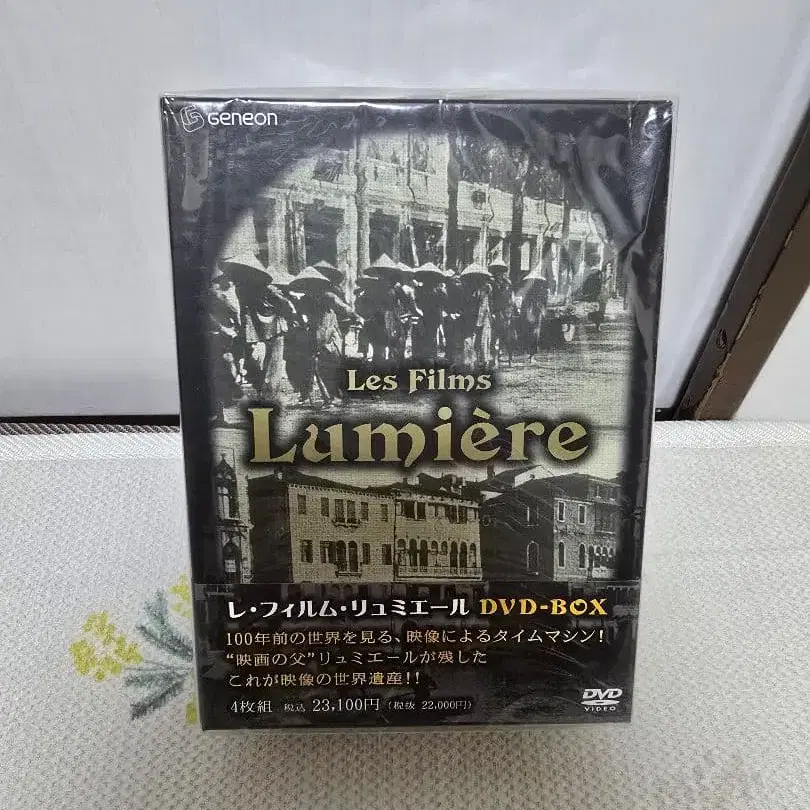 Geneon
Les Films
Lumière
レ・フィルム・リュミエール DVD-BOX
100年前の世界を見る、映像によるタイムマシン!
“映画の父”リュミエールが残した
これが映像の世界遺産!!
4枚組 税込 23,100円 (税抜 22,000円)
DVD
VIDEO